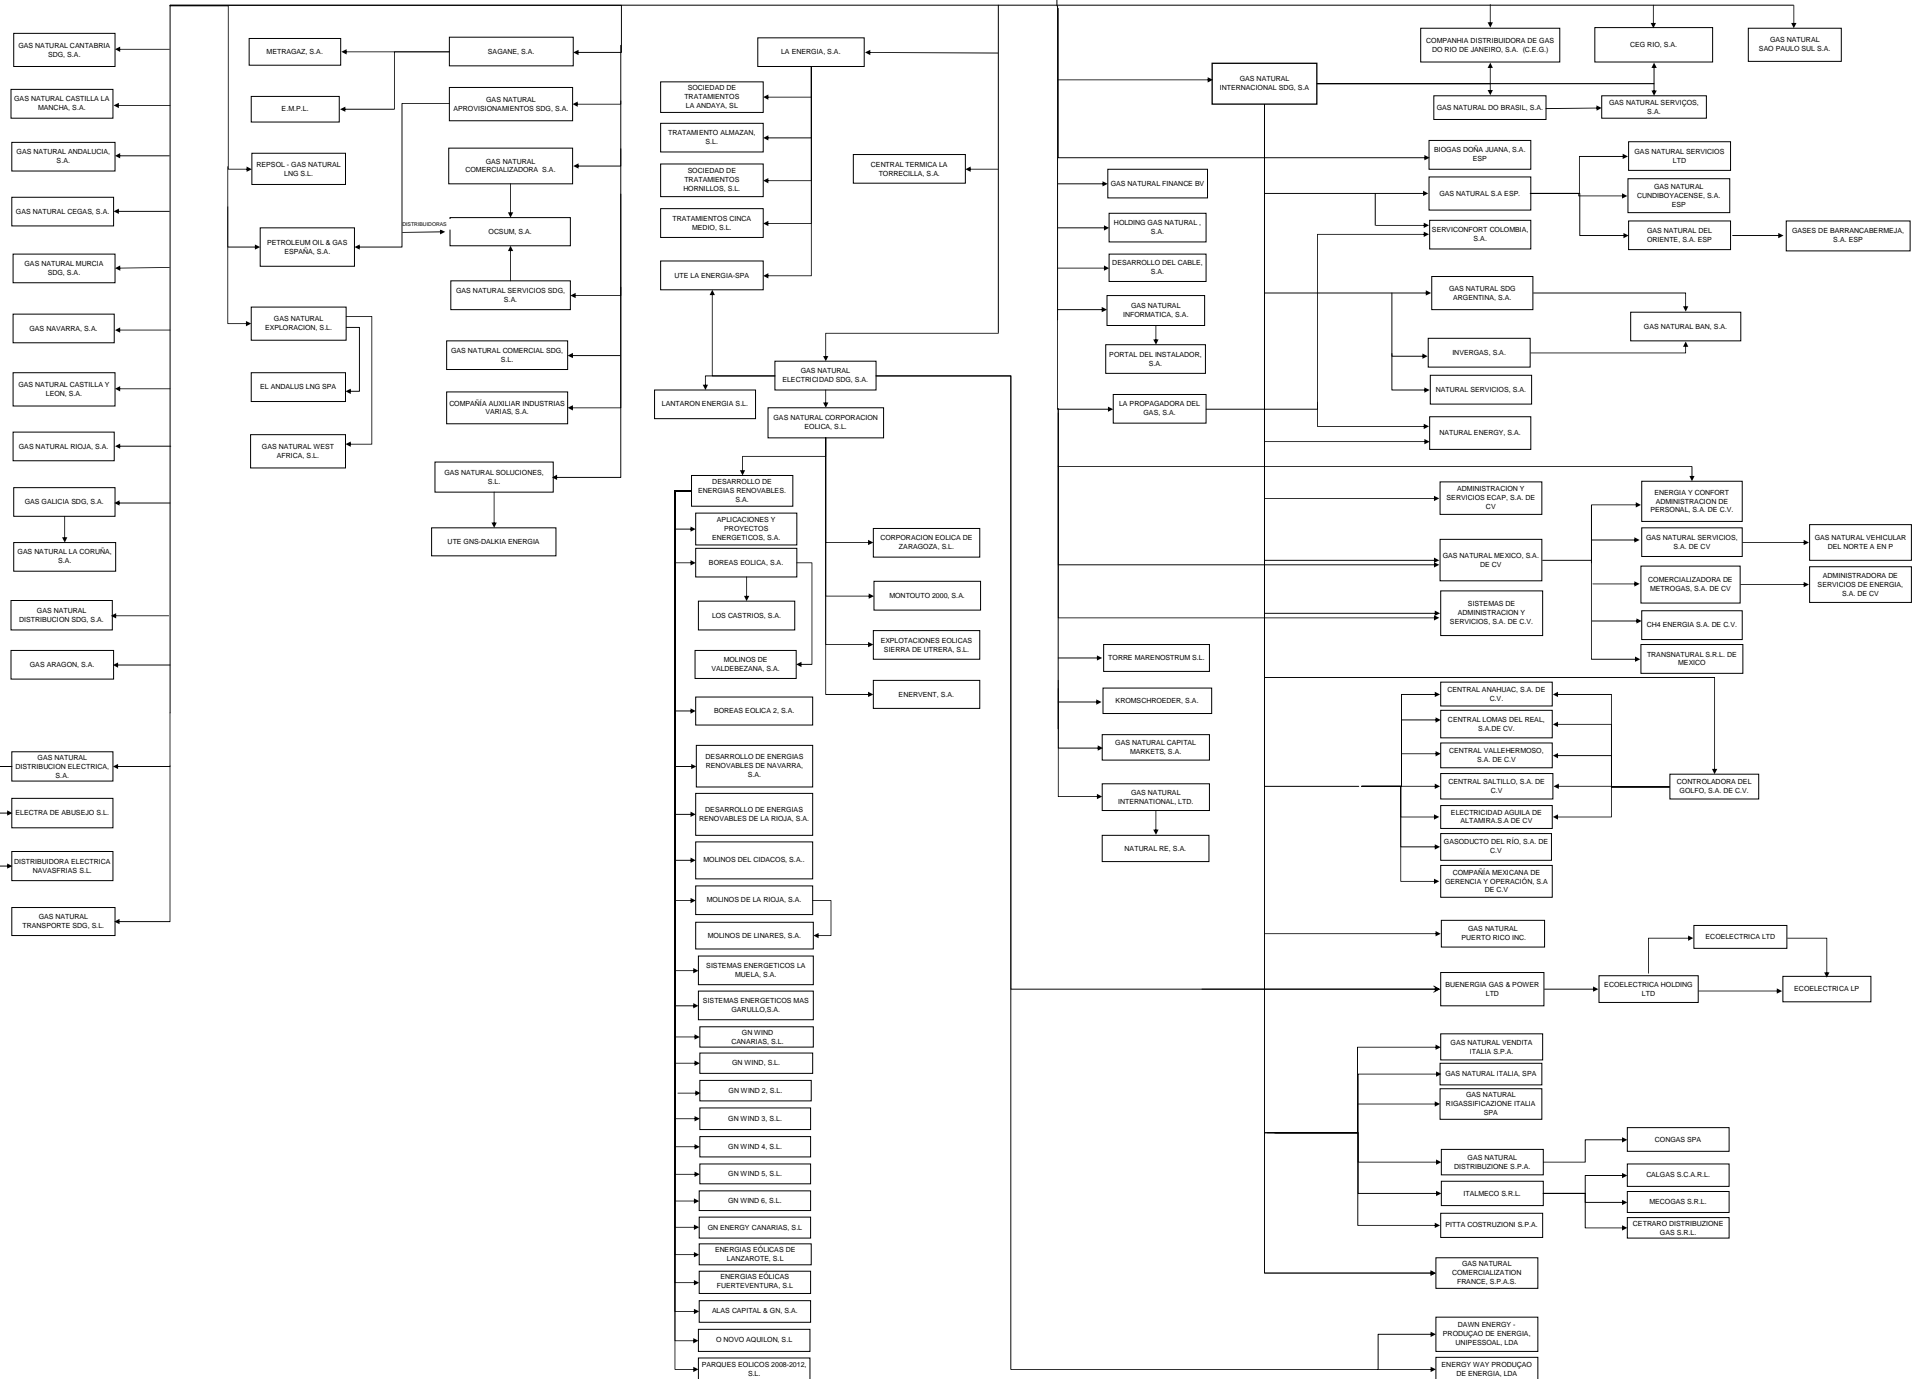 GAS NATURAL CANTABRIA
SDG, S.A.
GAS NATURAL CASTILLA LA
MANCHA, S.A.
GAS NATURAL ANDALUCIA,
S.A.
GAS NATURAL CEGAS, S.A.
GAS NATURAL MURCIA
SDG, S.A.
GAS NAVARRA, S.A.
GAS NATURAL CASTILLA Y
LEON, S.A.
GAS NATURAL RIOJA, S.A.
GAS GALICIA SDG, S.A.
GAS NATURAL LA CORUÑA,
S.A.
GAS NATURAL
DISTRIBUCION SDG, S.A.
GAS ARAGON, S.A.
GAS NATURAL
DISTRIBUCION ELECTRICA,
S.A.
ELECTRA DE ABUSEJO S.L.
DISTRIBUIDORA ELECTRICA
NAVASFRIAS S.L.
GAS NATURAL
TRANSPORTE SDG, S.L.
METRAGAZ, S.A.
E.M.P.L.
REPSOL - GAS NATURAL
LNG S.L.
PETROLEUM OIL & GAS
ESPAÑA, S.A.
GAS NATURAL
EXPLORACION, S.L.
EL ANDALUS LNG SPA
GAS NATURAL WEST
AFRICA, S.L.
SAGANE, S.A.
GAS NATURAL
APROVISIONAMIENTOS SDG, S.A.
GAS NATURAL
COMERCIALIZADORA S.A.
DISTRIBUIDORAS
OCSUM, S.A.
GAS NATURAL SERVICIOS SDG,
S.A.
GAS NATURAL COMERCIAL SDG,
S.L.
COMPAÑÍA AUXILIAR INDUSTRIAS
VARIAS, S.A.
GAS NATURAL SOLUCIONES,
S.L.
UTE GNS-DALKIA ENERGIA
LA ENERGIA, S.A.
SOCIEDAD DE
TRATAMIENTOS
LA ANDAYA, SL
TRATAMIENTO ALMAZAN,
S.L.
SOCIEDAD DE
TRATAMIENTOS
HORNILLOS, S.L.
TRATAMIENTOS CINCA
MEDIO, S.L.
UTE LA ENERGIA-SPA
CENTRAL TERMICA LA
TORRECILLA, S.A.
GAS NATURAL
ELECTRICIDAD SDG, S.A.
LANTARON ENERGIA S.L.
GAS NATURAL CORPORACION
EOLICA, S.L.
DESARROLLO DE
ENERGIAS RENOVABLES.
S.A.
APLICACIONES Y
PROYECTOS
ENERGETICOS, S.A.
BOREAS EOLICA, S.A.
LOS CASTRIOS, S.A.
MOLINOS DE
VALDEBEZANA, S.A.
BOREAS EOLICA 2, S.A.
DESARROLLO DE ENERGIAS
RENOVABLES DE NAVARRA,
S.A.
DESARROLLO DE ENERGIAS
RENOVABLES DE LA RIOJA, S.A.
MOLINOS DEL CIDACOS, S.A..
MOLINOS DE LA RIOJA, S.A.
MOLINOS DE LINARES, S.A.
SISTEMAS ENERGETICOS LA
MUELA, S.A.
SISTEMAS ENERGETICOS MAS
GARULLO,S.A.
GN WIND
CANARIAS, S.L.
GN WIND, S.L.
GN WIND 2, S.L.
GN WIND 3, S.L.
GN WIND 4, S.L.
GN WIND 5, S.L.
GN WIND 6, S.L.
GN ENERGY CANARIAS, S.L
ENERGIAS EÓLICAS DE
LANZAROTE, S.L
ENERGIAS EÓLICAS
FUERTEVENTURA, S.L
ALAS CAPITAL & GN, S.A.
O NOVO AQUILON, S.L
PARQUES EOLICOS 2008-2012,
S.L.
CORPORACION EOLICA DE
ZARAGOZA, S.L.
MONTOUTO 2000, S.A.
EXPLOTACIONES EOLICAS
SIERRA DE UTRERA, S.L.
ENERVENT, S.A.
GAS NATURAL
INTERNACIONAL SDG, S.A
GAS NATURAL FINANCE BV
HOLDING GAS NATURAL ,
S.A.
DESARROLLO DEL CABLE,
S.A.
GAS NATURAL
INFORMATICA, S.A.
PORTAL DEL INSTALADOR,
S.A.
LA PROPAGADORA DEL
GAS, S.A.
TORRE MARENOSTRUM S.L.
KROMSCHROEDER, S.A.
GAS NATURAL CAPITAL
MARKETS, S.A.
GAS NATURAL
INTERNATIONAL, LTD.
NATURAL RE, S.A.
COMPANHIA DISTRIBUIDORA DE GAS
DO RIO DE JANEIRO, S.A. (C.E.G.)
CEG RIO, S.A.
GAS NATURAL
SAO PAULO SUL S.A.
GAS NATURAL DO BRASIL, S.A.
GAS NATURAL SERVIÇOS,
S.A.
BIOGAS DOÑA JUANA, S.A.
ESP
GAS NATURAL S.A ESP.
SERVICONFORT COLOMBIA,
S.A.
GAS NATURAL SERVICIOS
LTD
GAS NATURAL
CUNDIBOYACENSE, S.A.
ESP
GAS NATURAL DEL
ORIENTE, S.A. ESP
GASES DE BARRANCABERMEJA,
S.A. ESP
GAS NATURAL SDG
ARGENTINA, S.A.
GAS NATURAL BAN, S.A.
INVERGAS, S.A.
NATURAL SERVICIOS, S.A.
NATURAL ENERGY, S.A.
ADMINISTRACION Y
SERVICIOS ECAP, S.A. DE
CV
GAS NATURAL MEXICO, S.A.
DE CV
SISTEMAS DE
ADMINISTRACION Y
SERVICIOS, S.A. DE C.V.
ENERGIA Y CONFORT
ADMINISTRACION DE
PERSONAL, S.A. DE C.V.
GAS NATURAL SERVICIOS,
S.A. DE CV
GAS NATURAL VEHICULAR
DEL NORTE A EN P
COMERCIALIZADORA DE
METROGAS, S.A. DE CV
ADMINISTRADORA DE
SERVICIOS DE ENERGIA,
S.A. DE CV
CH4 ENERGIA S.A. DE C.V.
TRANSNATURAL S.R.L. DE
MEXICO
CENTRAL ANAHUAC, S.A. DE
C.V.
CENTRAL LOMAS DEL REAL,
S.A.DE CV.
CENTRAL VALLEHERMOSO,
S.A. DE C.V
CENTRAL SALTILLO, S.A. DE
C.V
ELECTRICIDAD AGUILA DE
ALTAMIRA.S.A DE CV
GASODUCTO DEL RÍO, S.A. DE
C.V
COMPAÑÍA MEXICANA DE
GERENCIA Y OPERACIÓN, S.A
DE C.V
CONTROLADORA DEL
GOLFO, S.A. DE C.V.
GAS NATURAL
PUERTO RICO INC.
BUENERGIA GAS & POWER
LTD
ECOELECTRICA HOLDING
LTD
ECOELECTRICA LTD
ECOELECTRICA LP
GAS NATURAL VENDITA
ITALIA S.P.A.
GAS NATURAL ITALIA, SPA
GAS NATURAL
RIGASSIFICAZIONE ITALIA
SPA
GAS NATURAL
DISTRIBUZIONE S.P.A.
ITALMECO S.R.L.
PITTA COSTRUZIONI S.P.A.
CONGAS SPA
CALGAS S.C.A.R.L.
MECOGAS S.R.L.
CETRARO DISTRIBUZIONE
GAS S.R.L.
GAS NATURAL
COMERCIALIZATION
FRANCE, S.P.A.S.
DAWN ENERGY -
PRODUÇAO DE ENERGIA,
UNIPESSOAL, LDA
ENERGY WAY PRODUÇAO
DE ENERGIA, LDA